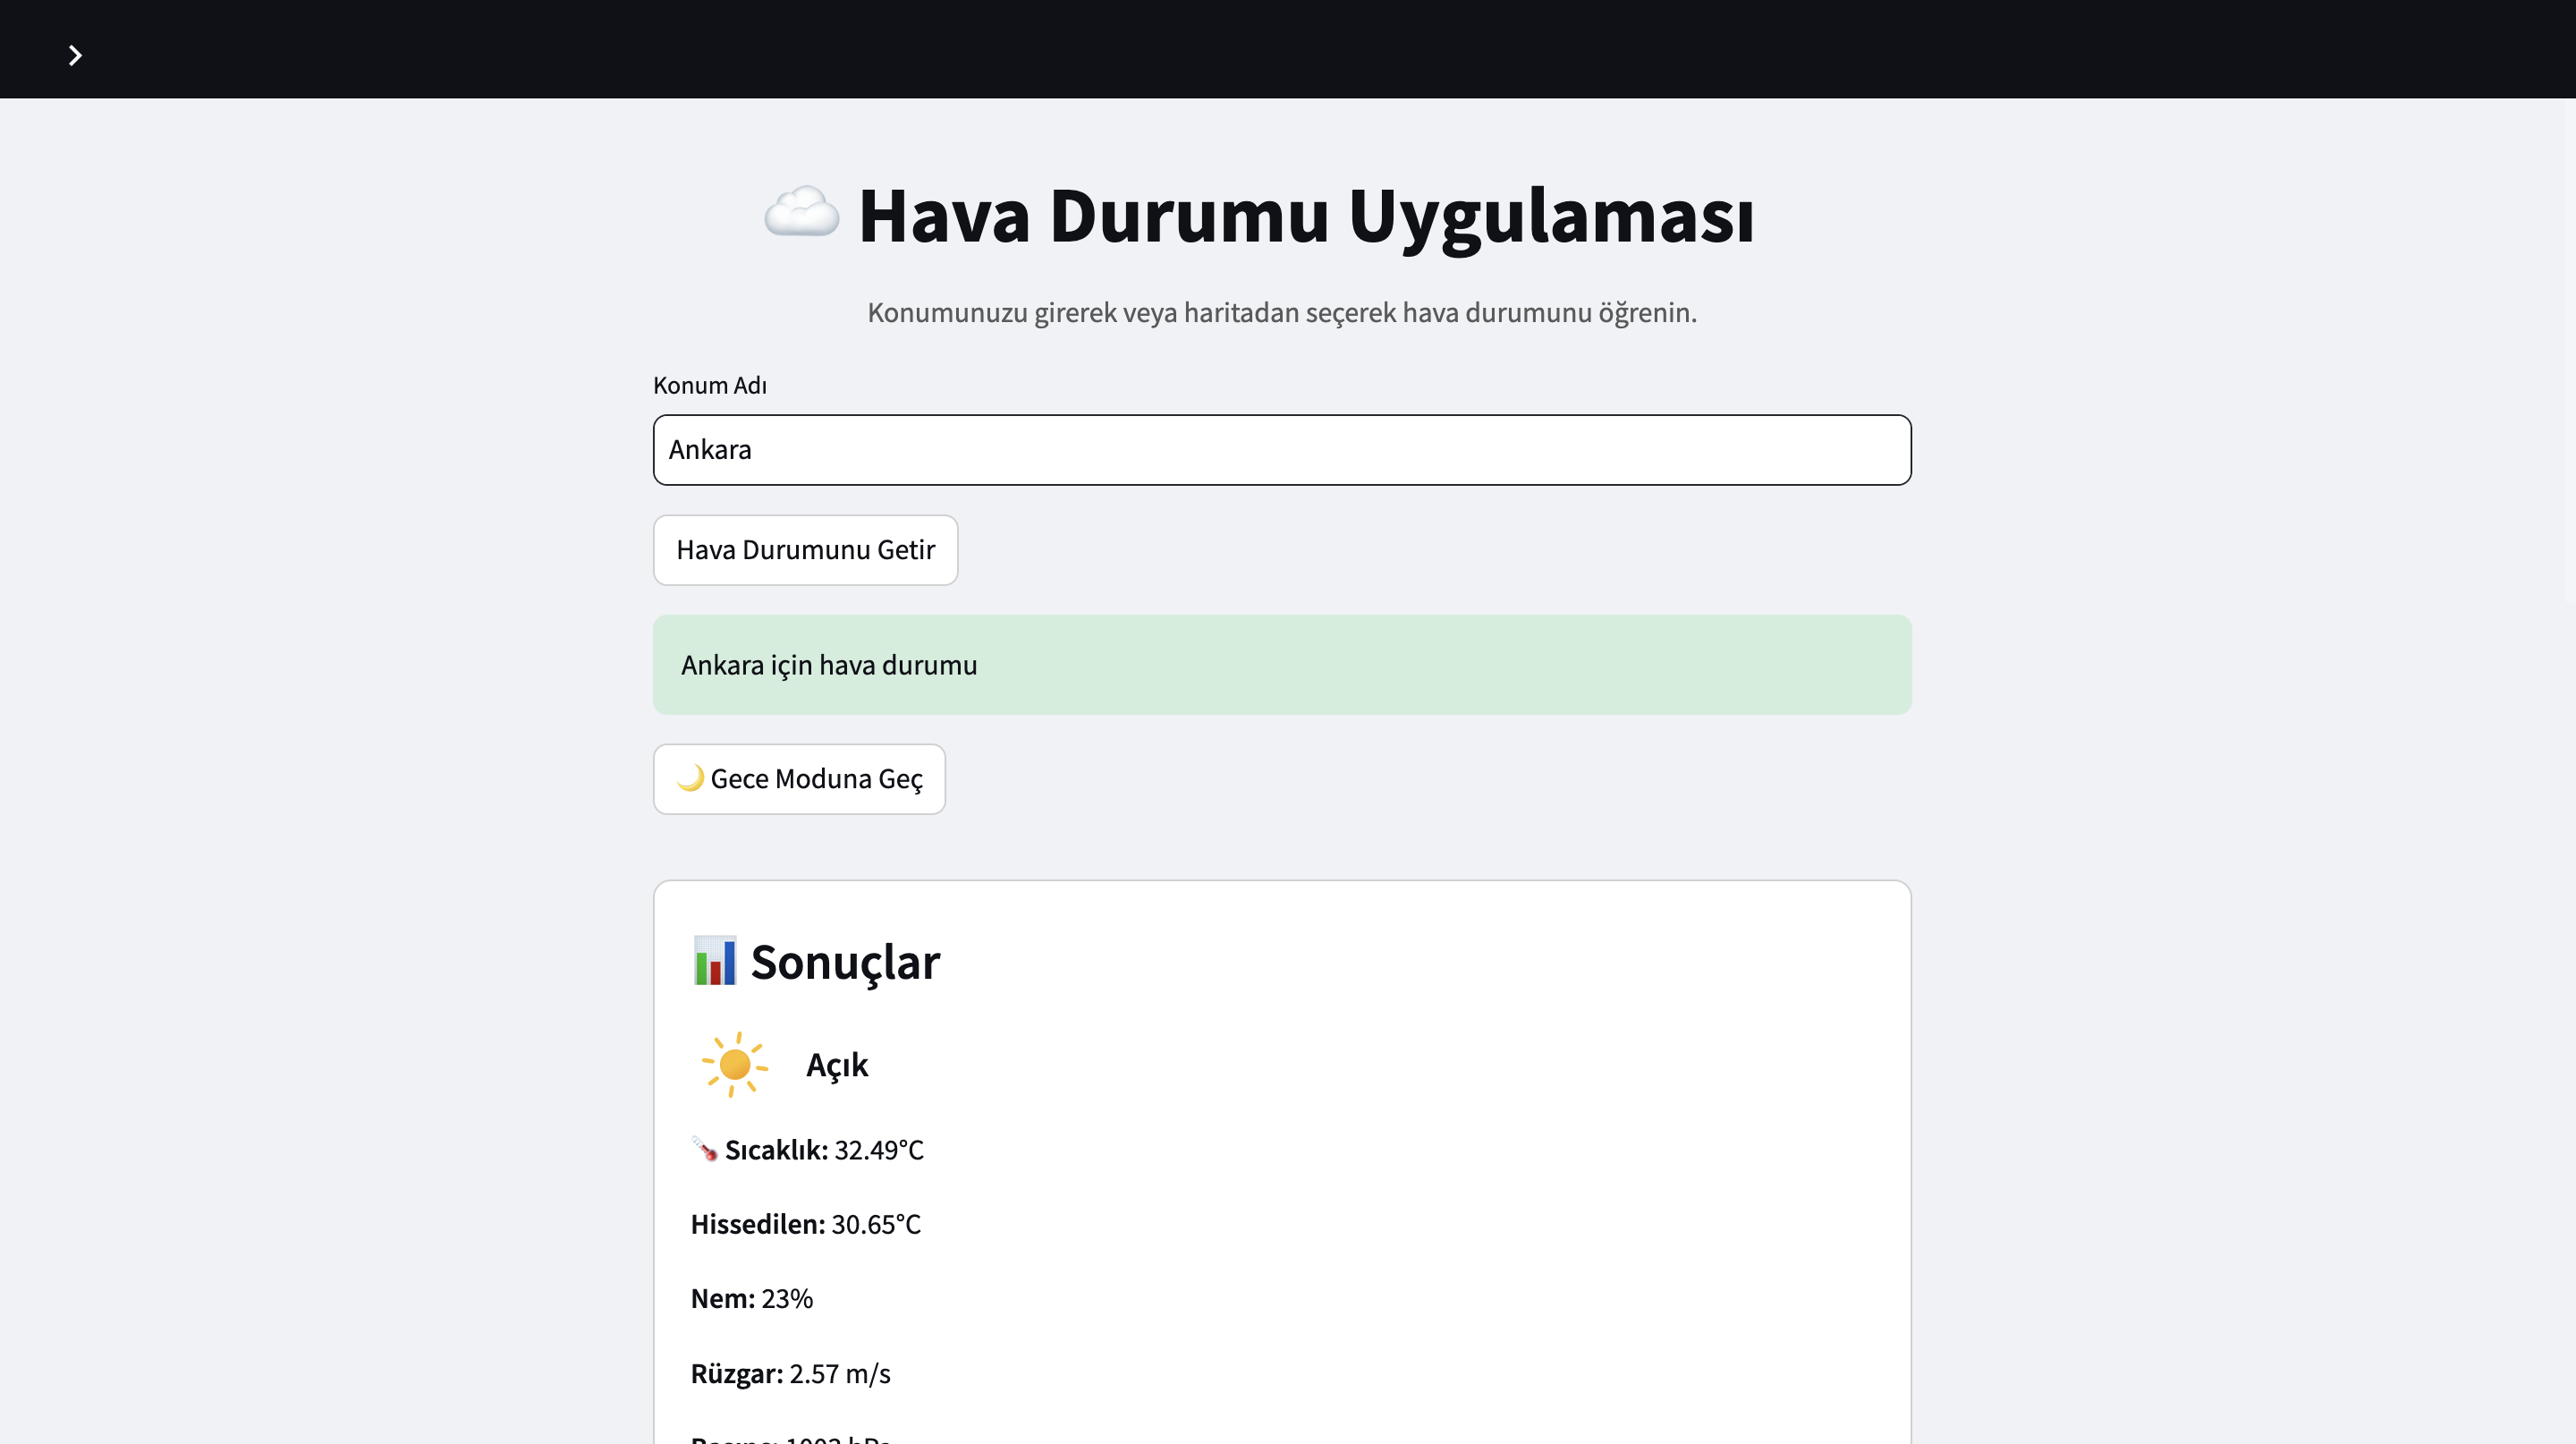 Hava Durumu Uygulaması
Konumunuzu girerek veya haritadan seçerek hava durumunu öğrenin.
Konum Adı
Ankara
Hava Durumunu Getir
Ankara için hava durumu
🌙 Gece Moduna Geç
📊 Sonuçlar
Açık
🌡️ Sıcaklık: 32.49°C
Hissedilen: 30.65°C
Nem: 23%
Rüzgar: 2.57 m/s